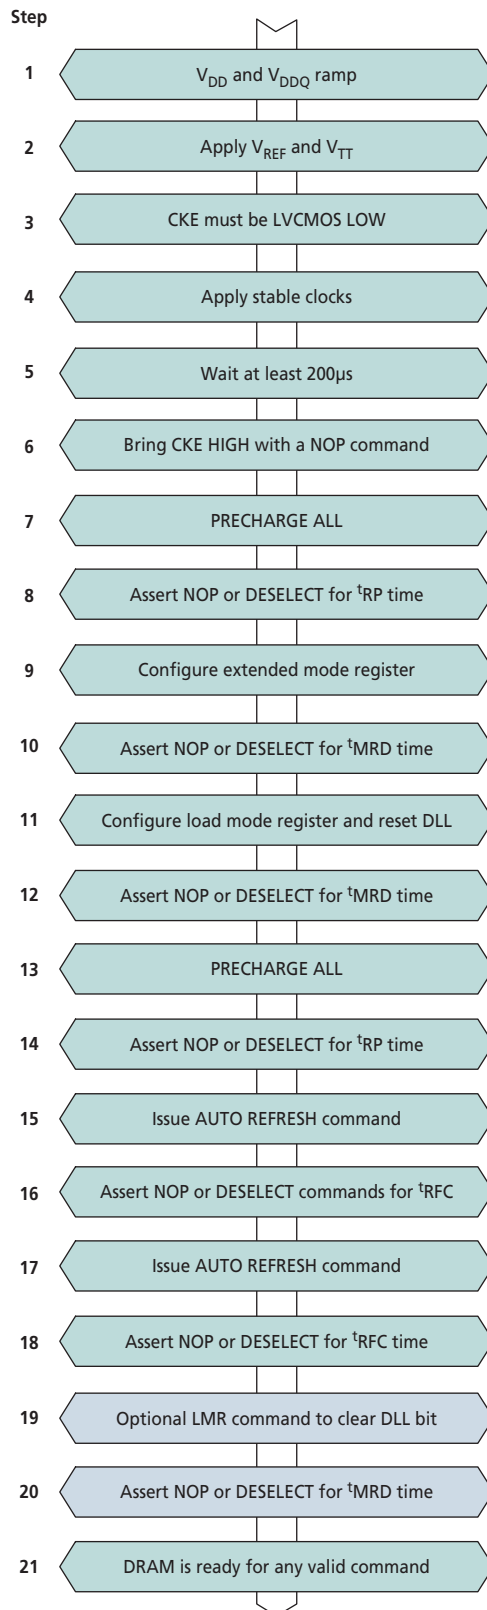 Step
1 V_DD and V_DDQ ramp
2 Apply V_REF and V_TT
3 CKE must be LVCMOS LOW
4 Apply stable clocks
5 Wait at least 200µs
6 Bring CKE HIGH with a NOP command
7 PRECHARGE ALL
8 Assert NOP or DESELECT for ^tRP time
9 Configure extended mode register
10 Assert NOP or DESELECT for ^tMRD time
11 Configure load mode register and reset DLL
12 Assert NOP or DESELECT for ^tMRD time
13 PRECHARGE ALL
14 Assert NOP or DESELECT for ^tRP time
15 Issue AUTO REFRESH command
16 Assert NOP or DESELECT commands for ^tRFC
17 Issue AUTO REFRESH command
18 Assert NOP or DESELECT for ^tRFC time
19 Optional LMR command to clear DLL bit
20 Assert NOP or DESELECT for ^tMRD time
21 DRAM is ready for any valid command